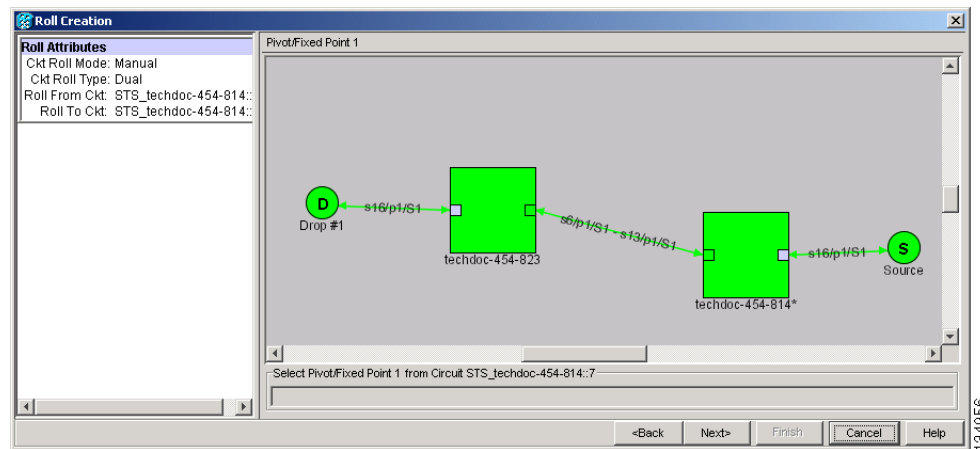 Roll Creation
Roll Attributes
Ckt Roll Mode: Manual
Ckt Roll Type: Dual
Roll From Ckt: STS_techdoc-454-814::
Roll To Ckt: STS_techdoc-454-814::
Pivot/Fixed Point 1
D
Drop #1
s16/p1/S1
techdoc-454-823
s6/p1/S1 - s13/p1/S1
techdoc-454-814*
s16/p1/S1
S
Source
Select Pivot/Fixed Point 1 from Circuit STS_techdoc-454-814::7
<Back
Next>
Finish
Cancel
Help
134956